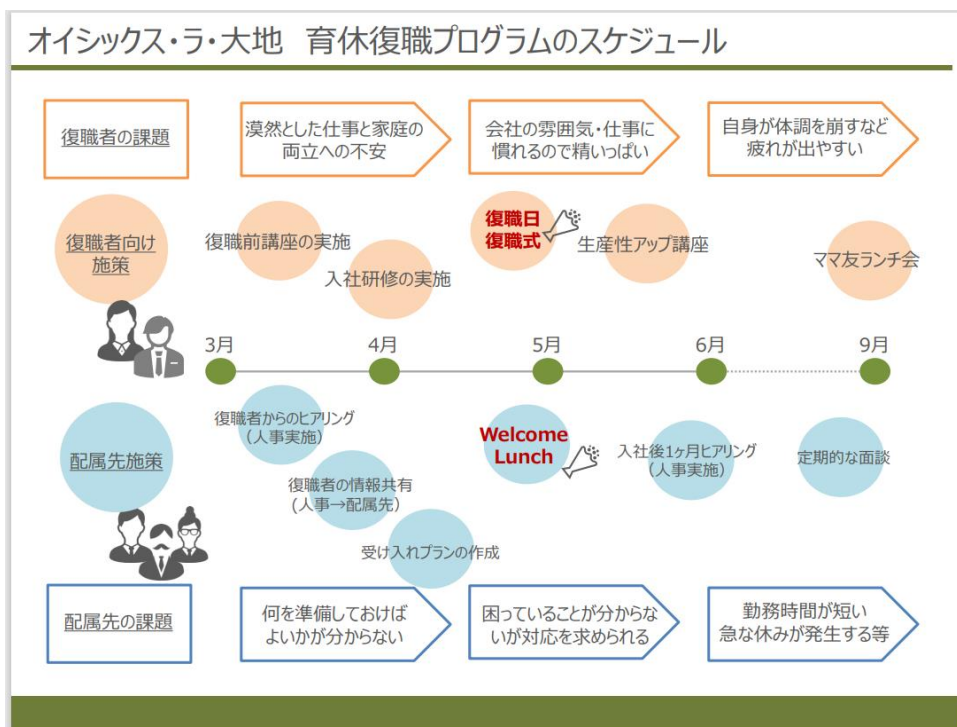 オイシックス・ラ・大地 育休復職プログラムのスケジュール
復職者の課題
漠然とした仕事と家庭の
両立への不安
会社の雰囲気・仕事に
慣れるので精いっぱい
自身が体調を崩すなど
疲れが出やすい
復職者向け
施策
復職前講座の実施
入社研修の実施
復職日
復職式
生産性アップ講座
ママ友ランチ会
3月
4月
5月
6月
9月
配属先施策
復職者からのヒアリング
(人事実施)
復職者の情報共有
(人事→配属先)
受け入れプランの作成
Welcome
Lunch
入社後1ヶ月ヒアリング
(人事実施)
定期的な面談
配属先の課題
何を準備しておけば
よいかが分からない
困っていることが分からな
いが対応を求められる
勤務時間が短い
急な休みが発生する等